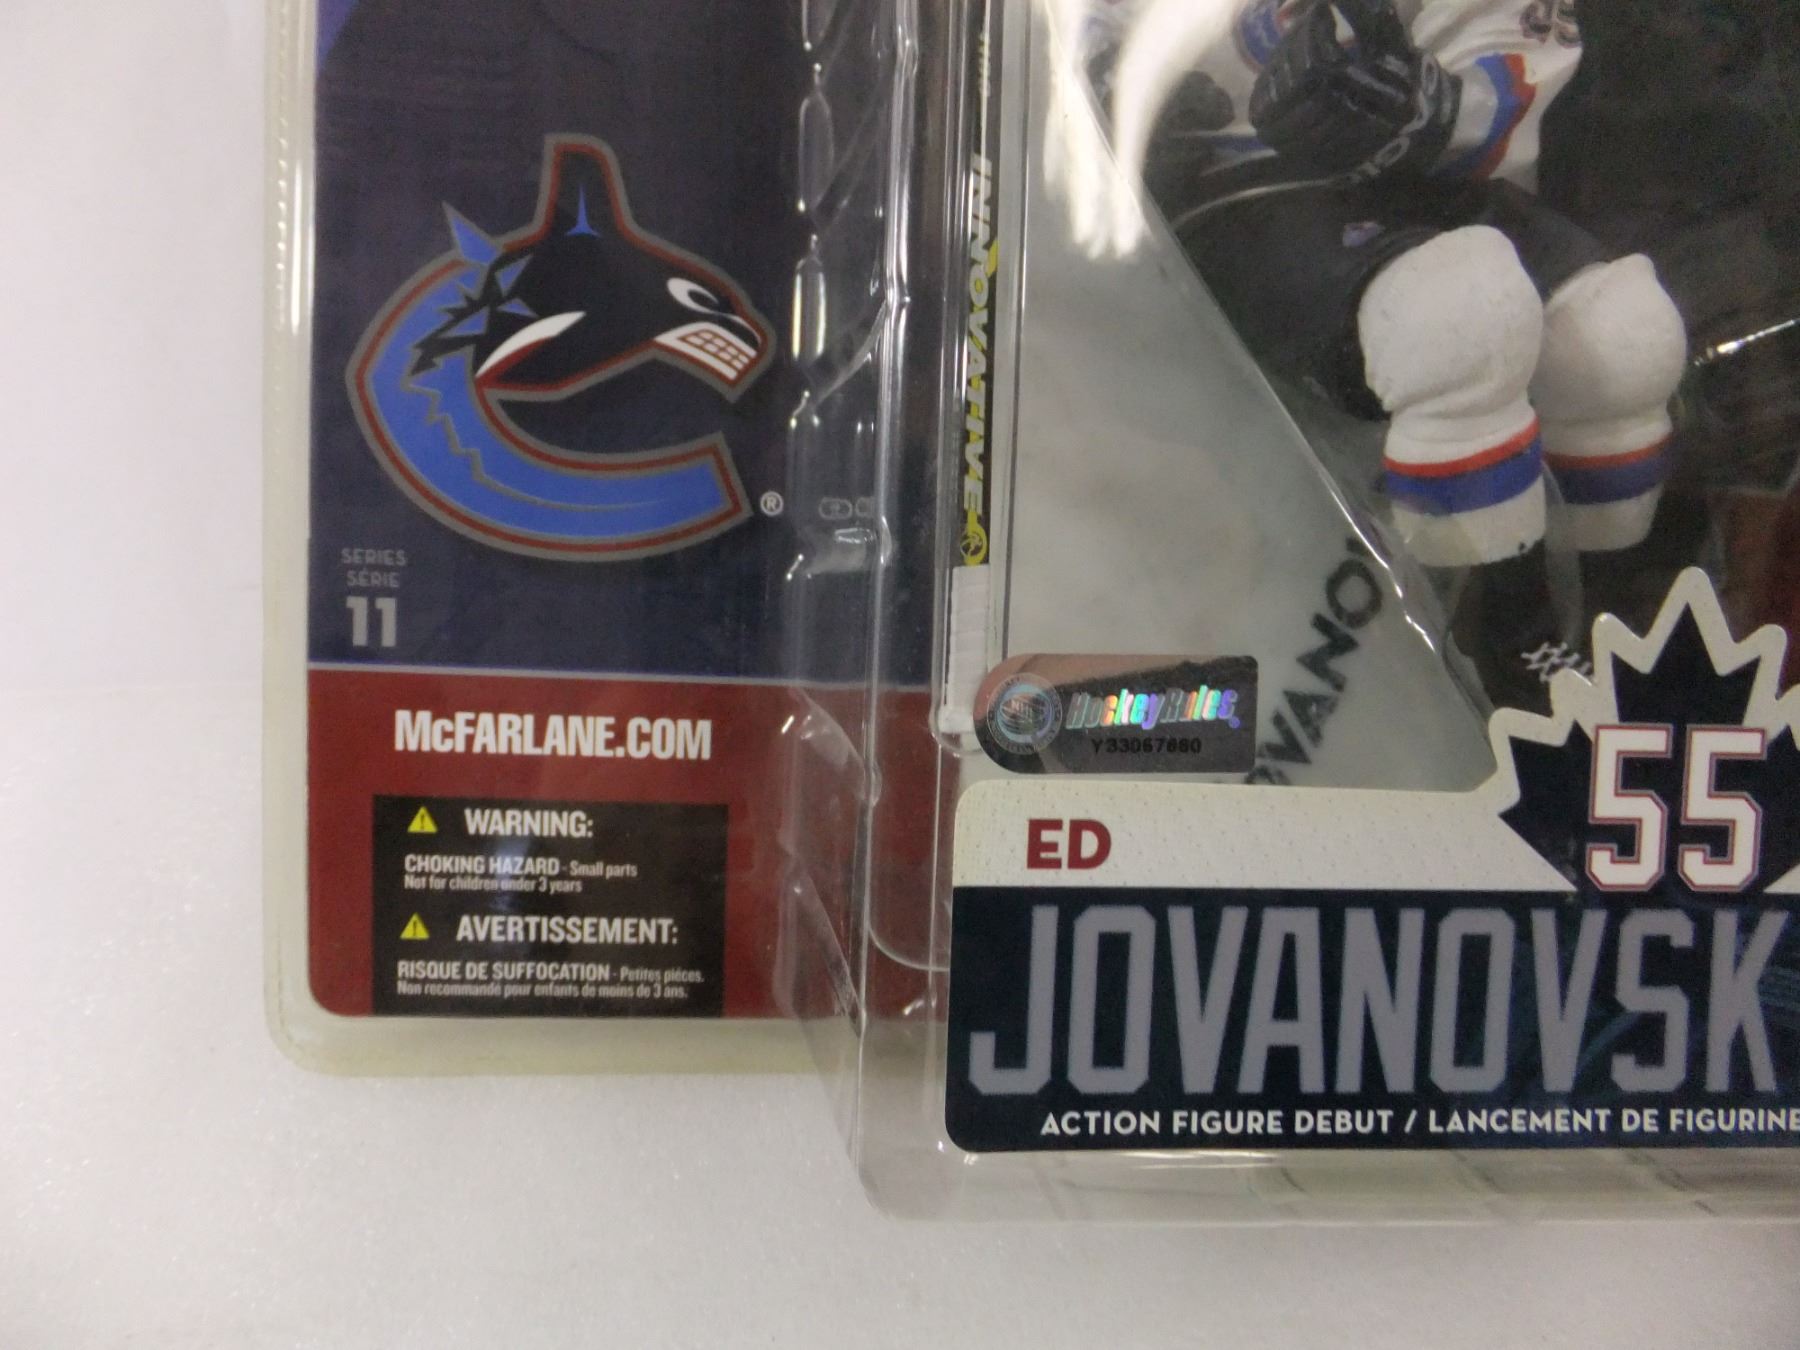 ®
SERIES
SÉRIE
11
McFARLANE.COM
WARNING:
CHOKING HAZARD - Small parts
Not for children under 3 years
AVERTISSEMENT:
RISQUE DE SUFFOCATION - Petites pièces.
Non recommandé pour enfants de moins de 3 ans.
INNOVATIVE
HockeyRules
Y33067680
OVANO
ED
55
JOVANOVSK
ACTION FIGURE DEBUT / LANCEMENT DE FIGURINE